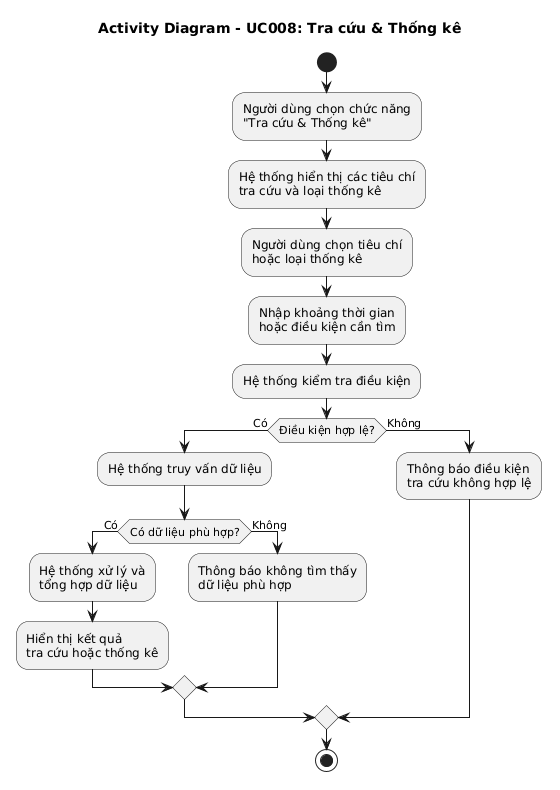 Activity Diagram - UC008: Tra cứu & Thống kê
Người dùng chọn chức năng
"Tra cứu & Thống kê"
Hệ thống hiển thị các tiêu chí
tra cứu và loại thống kê
Người dùng chọn tiêu chí
hoặc loại thống kê
Nhập khoảng thời gian
hoặc điều kiện cần tìm
Hệ thống kiểm tra điều kiện
Điều kiện hợp lệ?
Có
Không
Hệ thống truy vấn dữ liệu
Thông báo điều kiện
tra cứu không hợp lệ
Có dữ liệu phù hợp?
Có
Không
Hệ thống xử lý và
tổng hợp dữ liệu
Thông báo không tìm thấy
dữ liệu phù hợp
Hiển thị kết quả
tra cứu hoặc thống kê